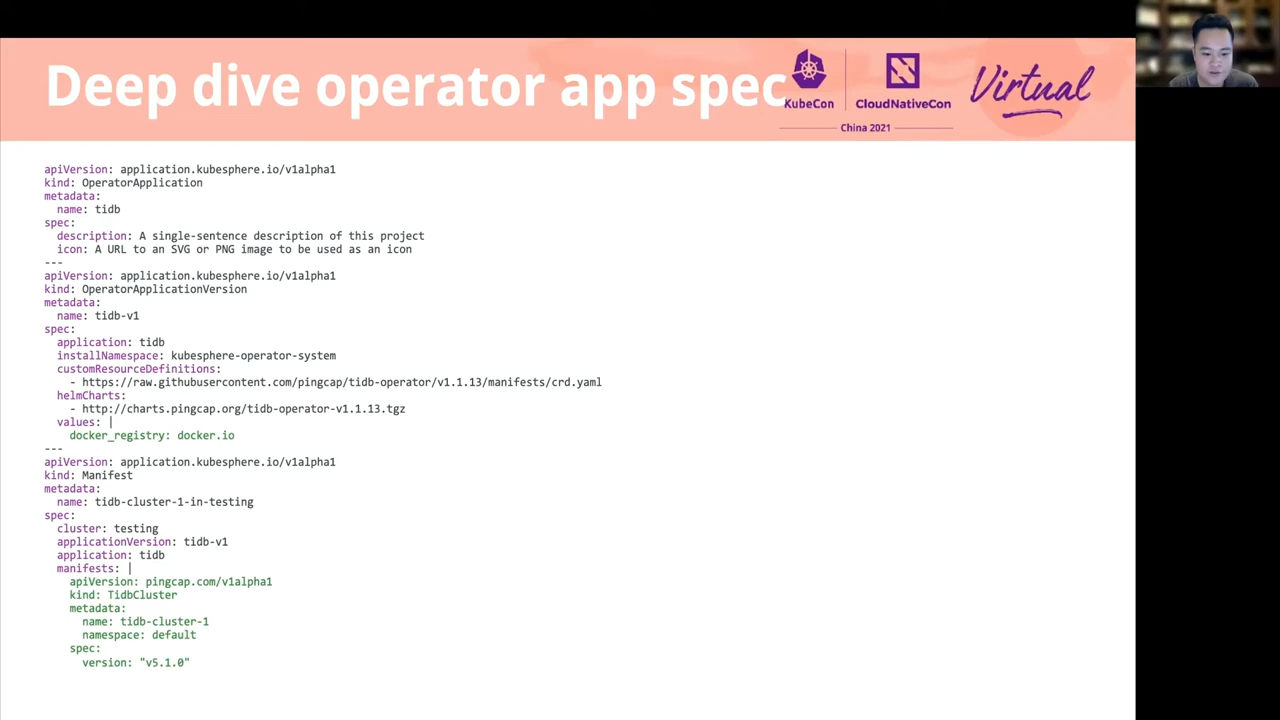 Deep dive operator app spec
KubeCon
CloudNativeCon
Virtual
China 2021
apiVersion: application.kubesphere.io/v1alpha1
kind: OperatorApplication
metadata:
  name: tidb
spec:
  description: A single-sentence description of this project
  icon: A URL to an SVG or PNG image to be used as an icon
---
apiVersion: application.kubesphere.io/v1alpha1
kind: OperatorApplicationVersion
metadata:
  name: tidb-v1
spec:
  application: tidb
  installNamespace: kubesphere-operator-system
  customResourceDefinitions:
    - https://raw.githubusercontent.com/pingcap/tidb-operator/v1.1.13/manifests/crd.yaml
  helmCharts:
    - http://charts.pingcap.org/tidb-operator-v1.1.13.tgz
  values: |
    docker_registry: docker.io
---
apiVersion: application.kubesphere.io/v1alpha1
kind: Manifest
metadata:
  name: tidb-cluster-1-in-testing
spec:
  cluster: testing
  applicationVersion: tidb-v1
  application: tidb
  manifests: |
    apiVersion: pingcap.com/v1alpha1
    kind: TidbCluster
    metadata:
      name: tidb-cluster-1
      namespace: default
    spec:
      version: "v5.1.0"